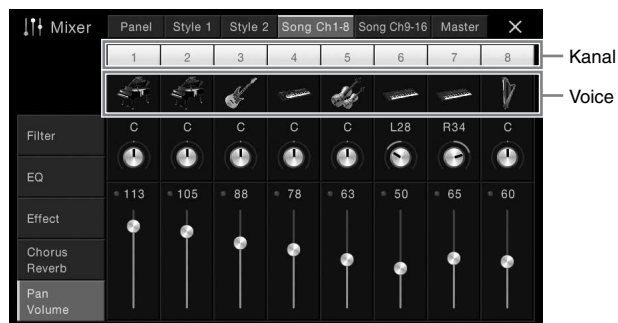 Mixer Panel Style 1 Style 2 Song Ch1-8 Song Ch9-16 Master ×
1 2 3 4 5 6 7 8 Kanal
Voice
Filter C C C C C L28 R34 C
EQ
113 105 88 78 63 50 65 60
Effect
Chorus
Reverb
Pan
Volume